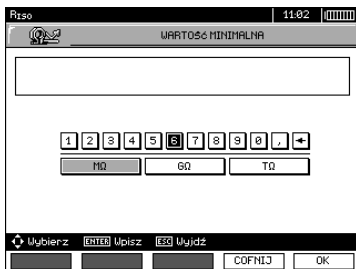 RISO 11:02
WARTOŚĆ MINIMALNA
1 2 3 4 5 6 7 8 9 0 ,
MΩ GΩ TΩ
Wybierz ENTER Wpisz ESC Wyjdź
COFNIJ OK